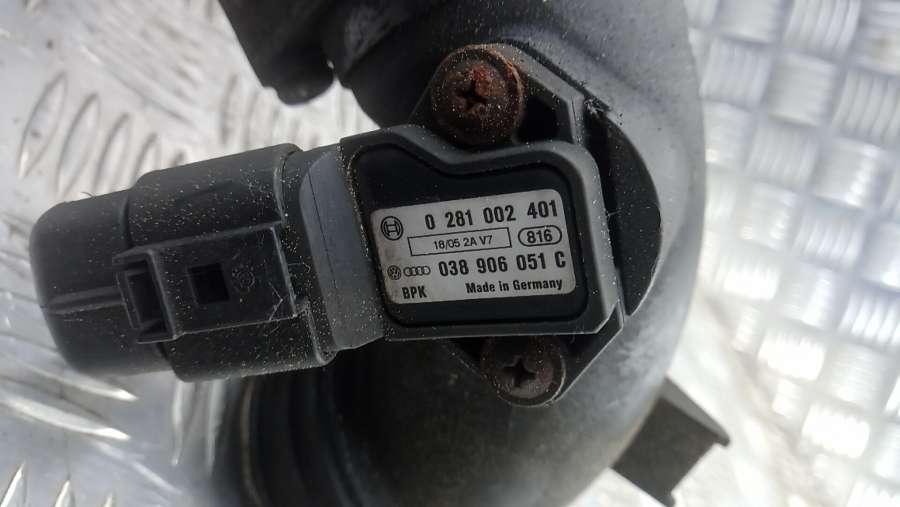 0 281 002 401
18/05 2A V7 816
038 906 051 C
BPK Made in Germany